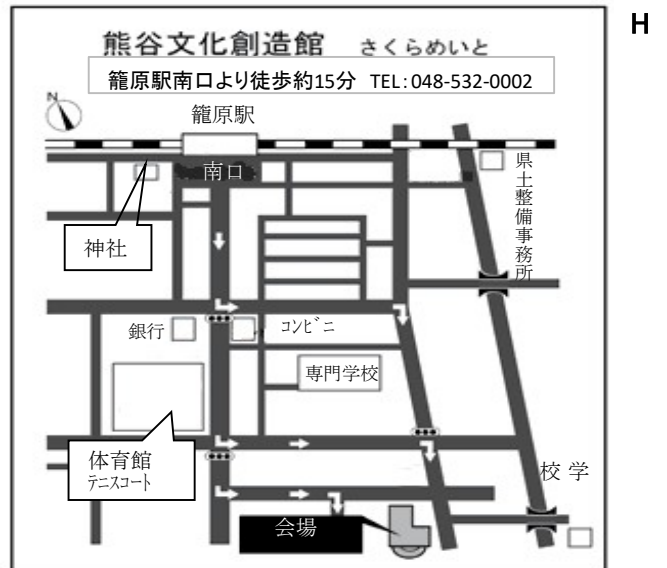 熊谷文化創造館 さくらめいと
籠原駅南口より徒歩約15分 TEL:048-532-0002
N
籠原駅
南口
神社
県土整備事務所
銀行
コンビニ
専門学校
体育館
テニスコート
校 学
会場
H